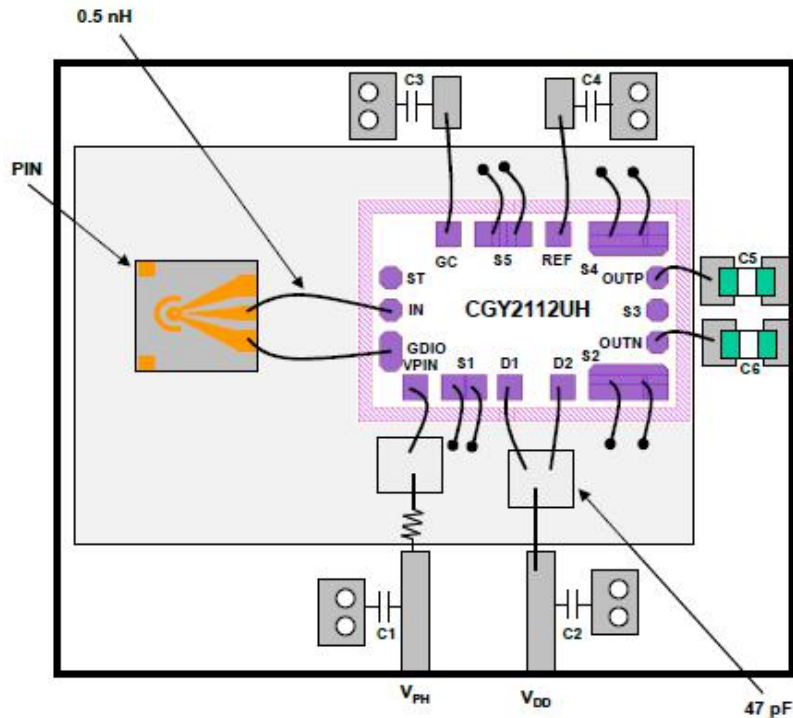 0.5 nH
C3
C4
PIN
GC
S5
REF
S4
ST
OUTP
C5
IN
CGY2112UH
S3
GDIO
OUTN
VPIN
S1
D1
D2
S2
C6
C1
C2
VPH
VDD
47 pF